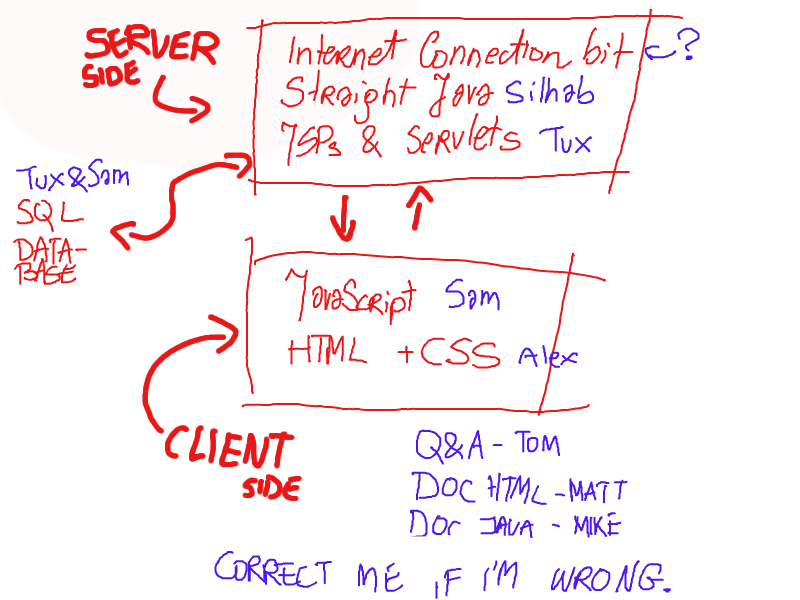 SERVER
SIDE
Internet Connection bit ?
Straight Java Silhab
JSPs & Servlets Tux
Tux & Sam
SQL
DATA-
BASE
JavaScript Sam
HTML + CSS Alex
CLIENT
SIDE
Q&A - TOM
DOC HTML - MATT
DOC JAVA - MIKE
CORRECT ME IF I'M WRONG.